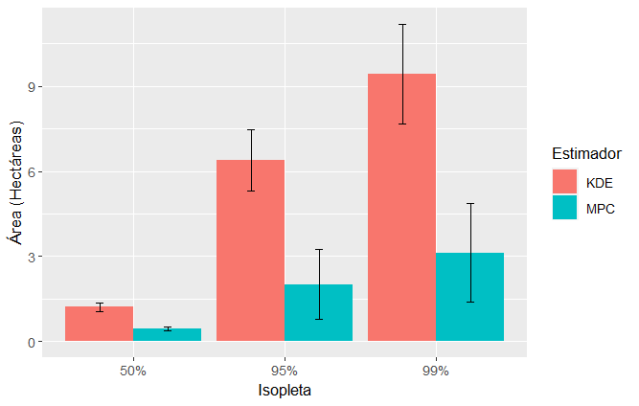 Área (Hectáreas)
9
6
3
0
50%
95%
99%
Isopleta
Estimador
KDE
MPC